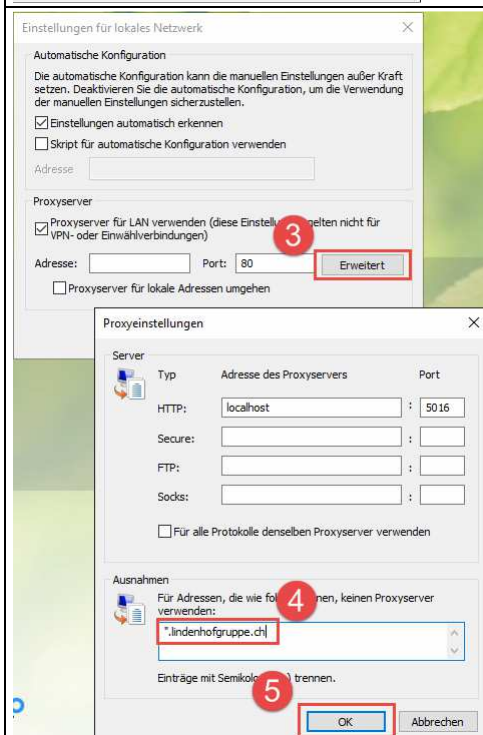 Einstellungen für lokales Netzwerk
Automatische Konfiguration
Die automatische Konfiguration kann die manuellen Einstellungen außer Kraft
setzen. Deaktivieren Sie die automatische Konfiguration, um die Verwendung
der manuellen Einstellungen sicherzustellen.
Einstellungen automatisch erkennen
Skript für automatische Konfiguration verwenden
Adresse
Proxyserver
Proxyserver für LAN verwenden (diese gelten nicht für
VPN- oder Einwählverbindungen)
3
Adresse: Port: 80 Erweitert
Proxyserver für lokale Adressen umgehen
Proxyeinstellungen
Server
Typ Adresse des Proxyservers Port
HTTP: localhost : 5016
Secure: :
FTP: :
Socks: :
Für alle Protokolle denselben Proxyserver verwenden
Ausnahmen
Für Adressen, die wie keinen Proxyserver
verwenden:
4
*.lindenhofgruppe.ch
Einträge mit trennen.
5
OK Abbrechen